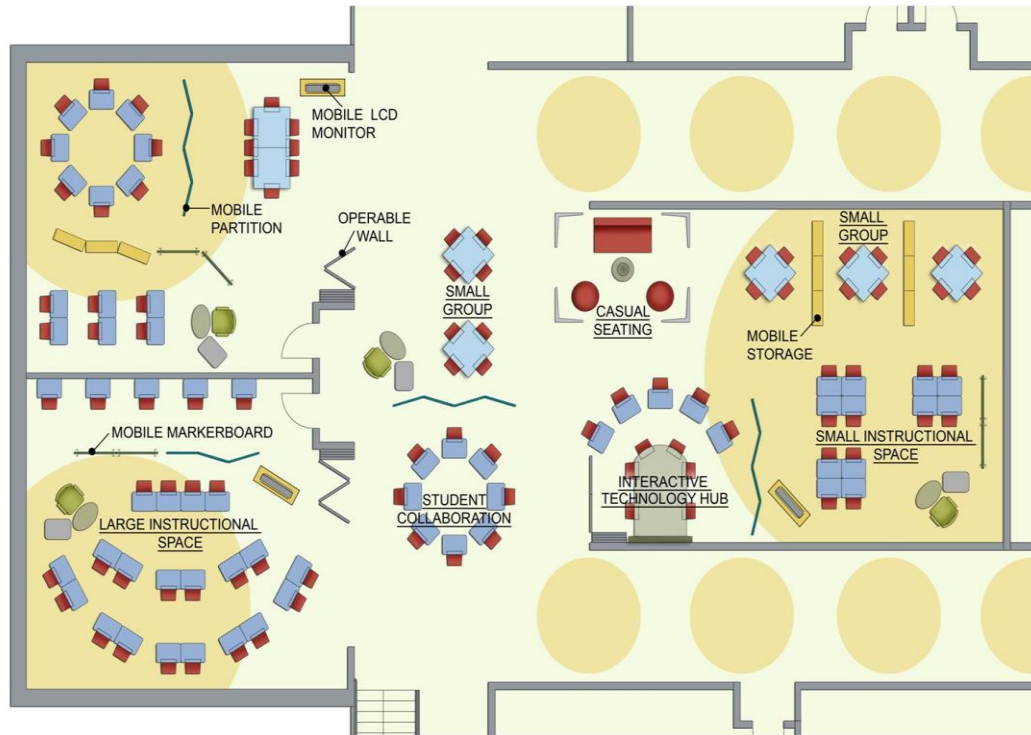 MOBILE LCD
MONITOR
MOBILE
PARTITION
OPERABLE
WALL
SMALL
GROUP
CASUAL
SEATING
SMALL
GROUP
MOBILE
STORAGE
MOBILE MARKERBOARD
LARGE INSTRUCTIONAL
SPACE
STUDENT
COLLABORATION
INTERACTIVE
TECHNOLOGY HUB
SMALL INSTRUCTIONAL
SPACE